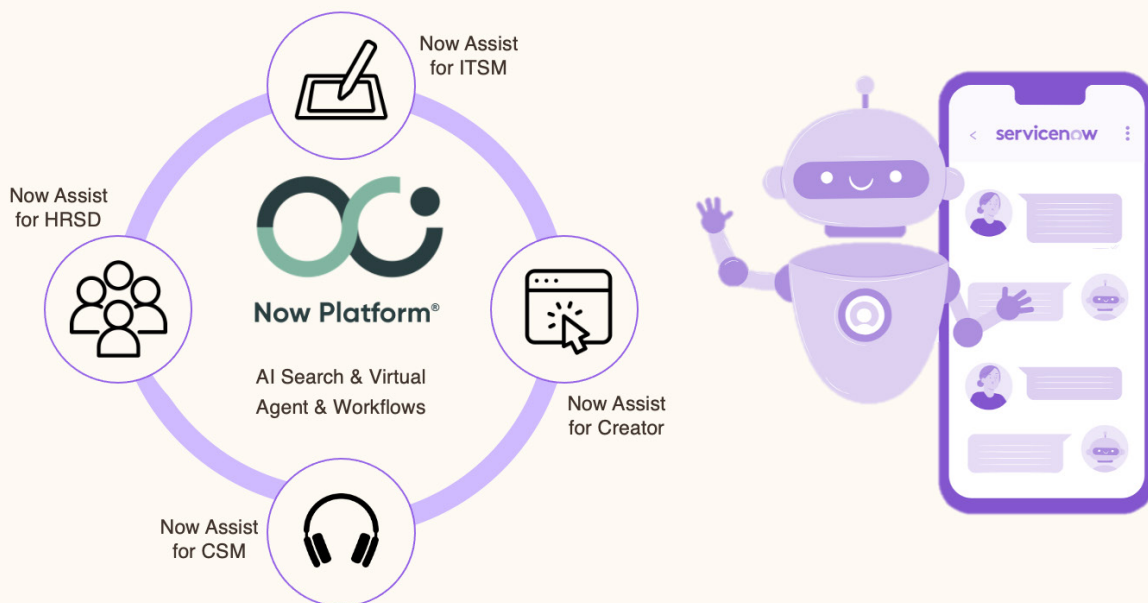 Now Assist
for ITSM
servicenow
Now Assist
for HRSD
Now Platform®
AI Search & Virtual
Agent & Workflows
Now Assist
for Creator
Now Assist
for CSM